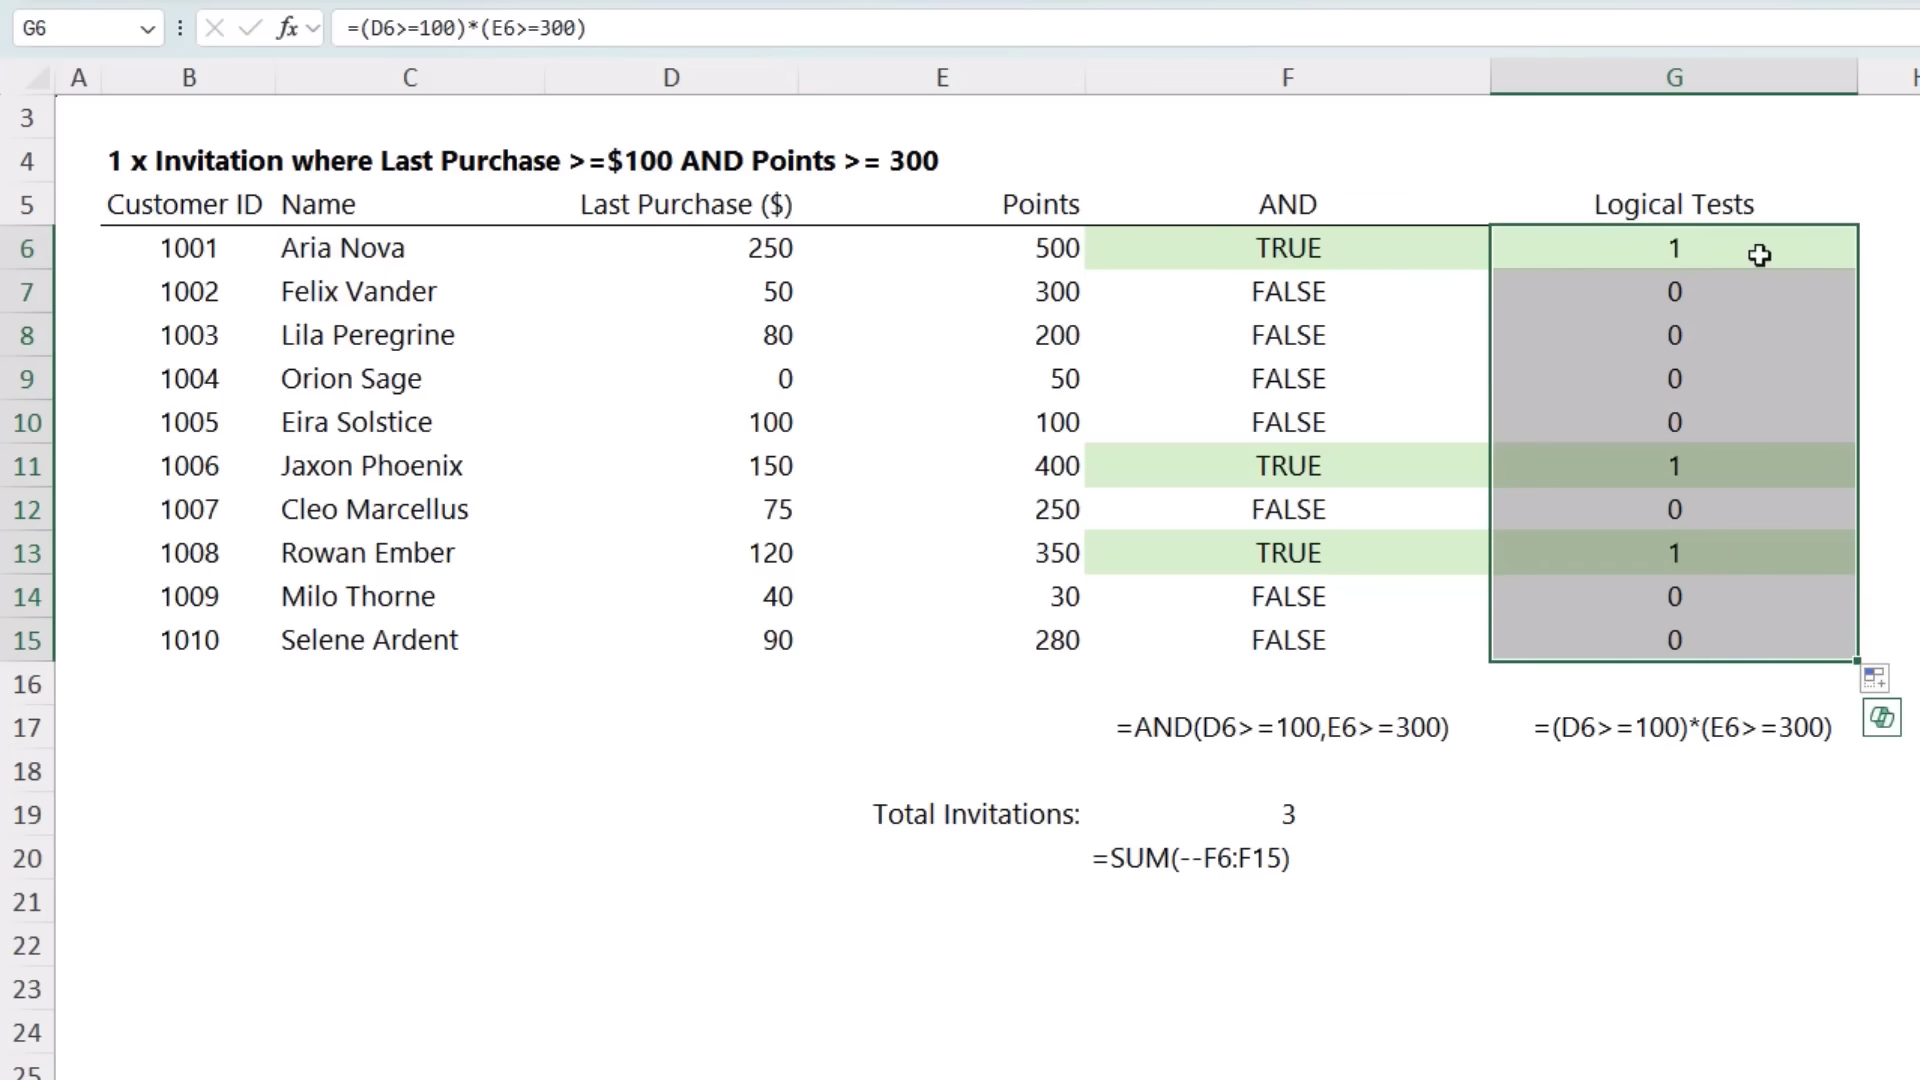 G6 fx =(D6>=100)*(E6>=300)
A B C D E F G H
3
4 1 x Invitation where Last Purchase >=$100 AND Points >= 300
5 Customer ID Name Last Purchase ($) Points AND Logical Tests
6 1001 Aria Nova 250 500 TRUE 1
7 1002 Felix Vander 50 300 FALSE 0
8 1003 Lila Peregrine 80 200 FALSE 0
9 1004 Orion Sage 0 50 FALSE 0
10 1005 Eira Solstice 100 100 FALSE 0
11 1006 Jaxon Phoenix 150 400 TRUE 1
12 1007 Cleo Marcellus 75 250 FALSE 0
13 1008 Rowan Ember 120 350 TRUE 1
14 1009 Milo Thorne 40 30 FALSE 0
15 1010 Selene Ardent 90 280 FALSE 0
16
17 =AND(D6>=100,E6>=300) =(D6>=100)*(E6>=300)
18
19 Total Invitations: 3
20 =SUM(--F6:F15)
21
22
23
24
25